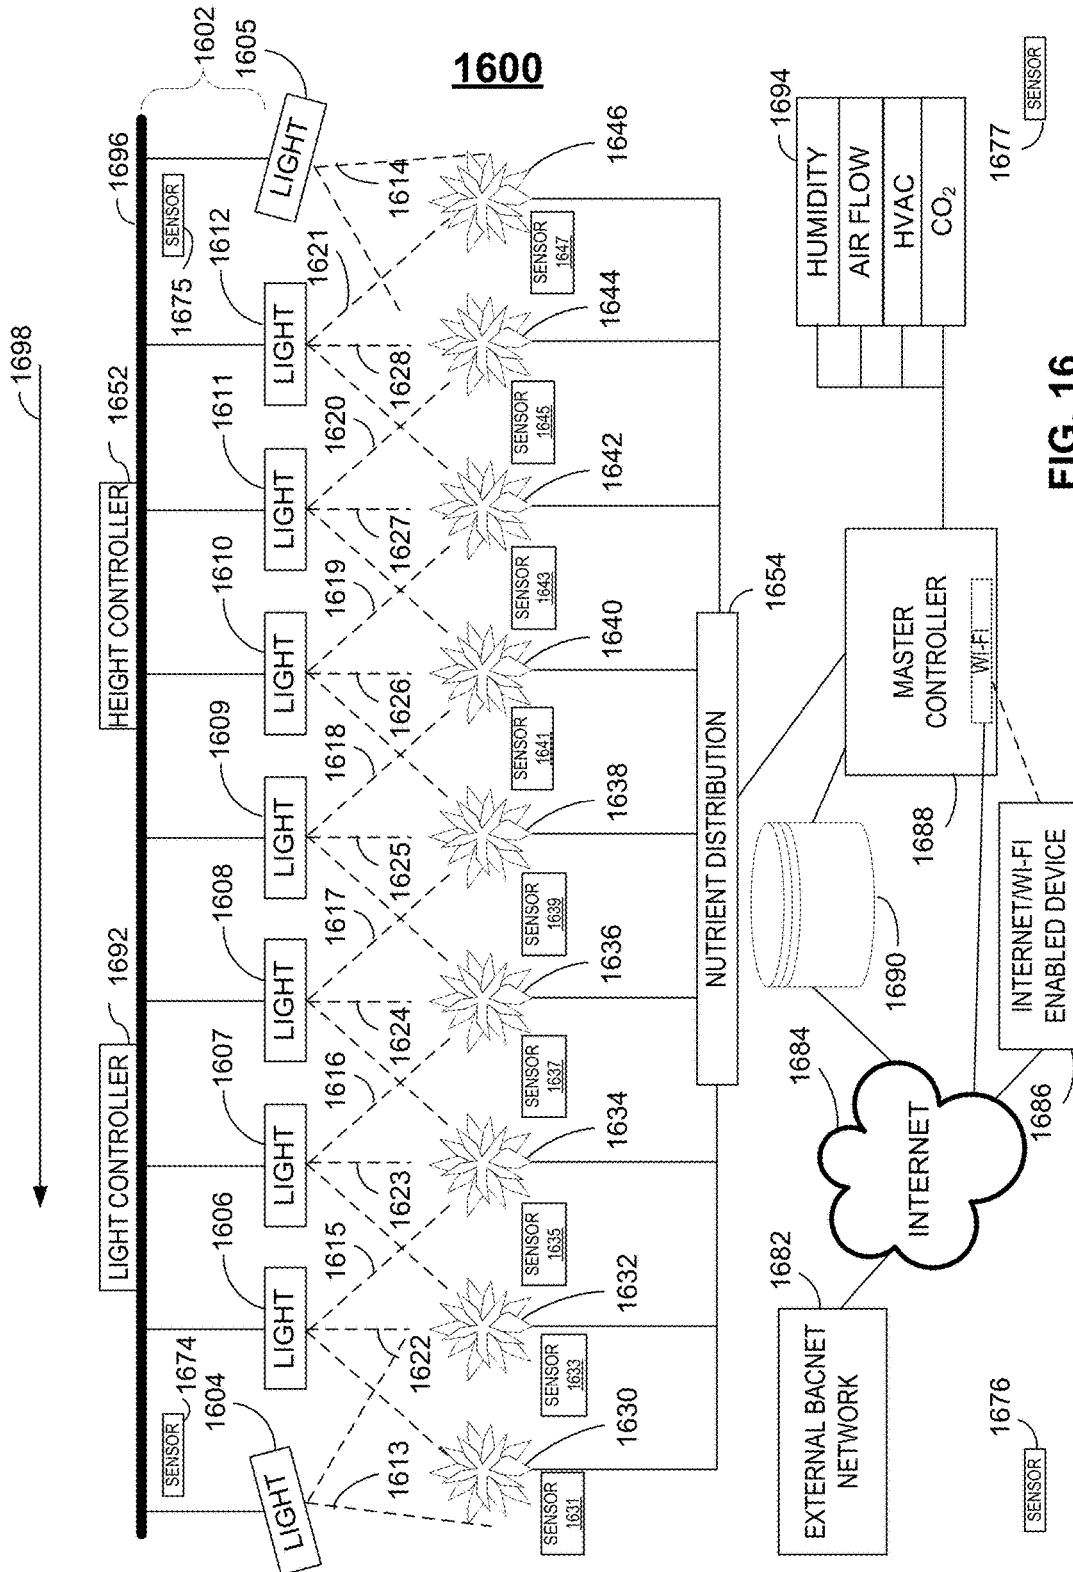 1698
LIGHT CONTROLLER
1692
HEIGHT CONTROLLER
1652
1696
1602
1674
1604
1606
1607
1608
1609
1610
1611
1612
1675
1605
SENSOR
SENSOR
LIGHT
LIGHT
LIGHT
LIGHT
LIGHT
LIGHT
LIGHT
LIGHT
LIGHT
1615
1616
1617
1618
1619
1620
1621
1613
1622
1623
1624
1625
1626
1627
1628
1614
1600
SENSOR
1631
SENSOR
1633
SENSOR
1635
SENSOR
1637
SENSOR
1639
SENSOR
1641
SENSOR
1643
SENSOR
1645
SENSOR
1647
1630
1632
1634
1636
1638
1640
1642
1644
1646
NUTRIENT DISTRIBUTION
1654
EXTERNAL BACNET
NETWORK
1682
INTERNET
1684
1690
MASTER
CONTROLLER
WI-FI
1688
HUMIDITY
AIR FLOW
HVAC
CO₂
1694
INTERNET/WI-FI
ENABLED DEVICE
1686
SENSOR
1676
SENSOR
1677
FIG. 16